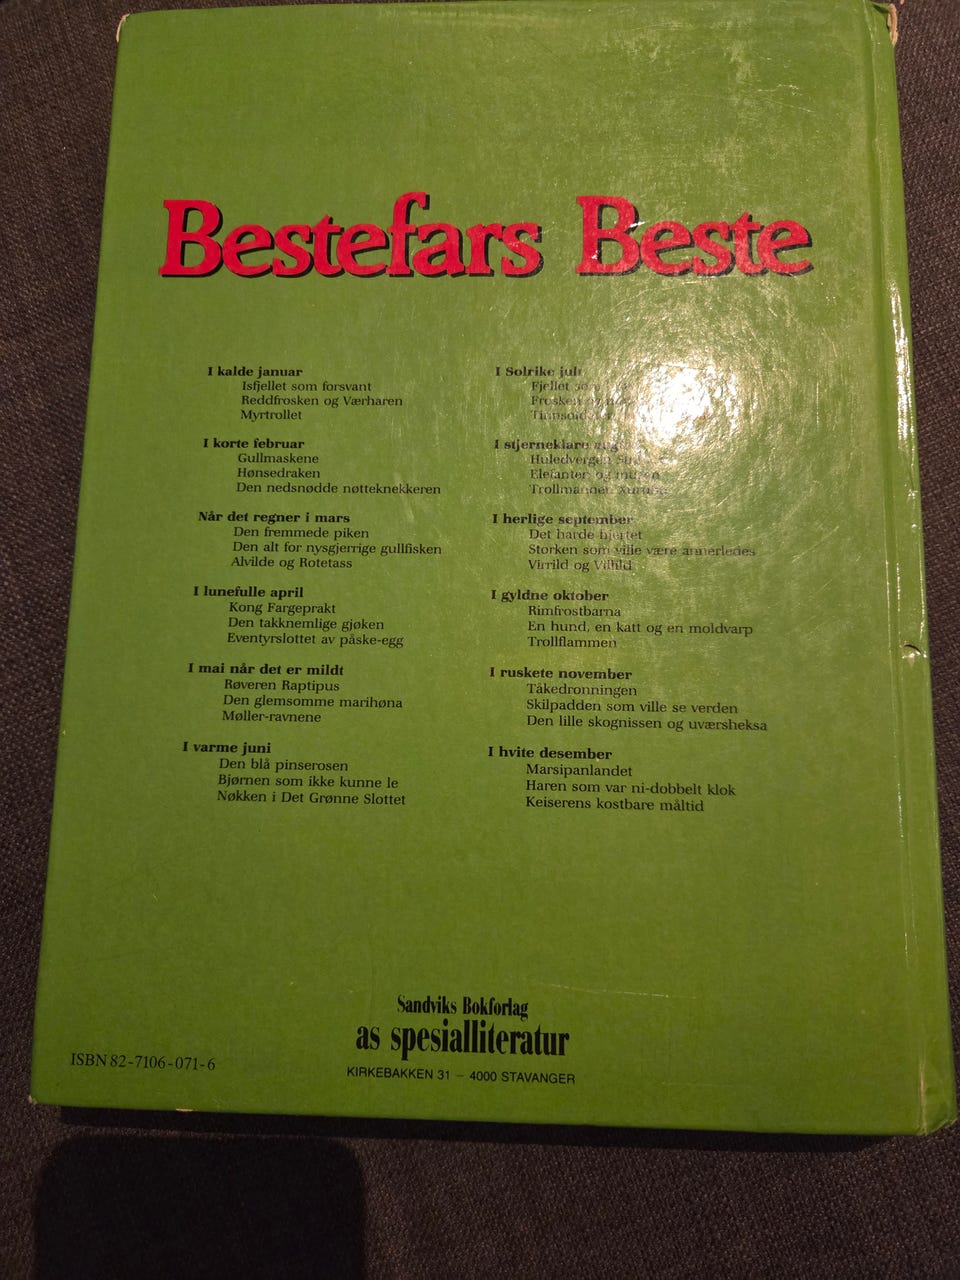 Bestefars Beste
I kalde januar
Isfjellet som forsvant
Reddfrosken og Værharen
Myrtrollet
I korte februar
Gullmaskene
Hønsedraken
Den nedsnødde nøtteknekkeren
Når det regner i mars
Den fremmede piken
Den alt for nysgjerrige gullfisken
Alvilde og Rotetass
I lunefulle april
Kong Fargeprakt
Den takknemlige gjøken
Eventyrslottet av påske-egg
I mai når det er mildt
Røveren Raptipus
Den glemsomme marihøna
Møller-ravnene
I varme juni
Den blå pinserosen
Bjørnen som ikke kunne le
Nøkken i Det Grønne Slottet
I Solrike juli
Fjellet
Frosken og
I stjerneklare
Huledvergen
Elefanten og
Trollmannen
I herlige september
Det harde hjertet
Storken som ville være annerledes
Virrild og Villild
I gyldne oktober
Rimfrostbarna
En hund, en katt og en moldvarp
Trollflammen
I ruskete november
Tåkedronningen
Skilpadden som ville se verden
Den lille skognissen og uværsheksa
I hvite desember
Marsipanlandet
Haren som var ni-dobbelt klok
Keiserens kostbare måltid
Sandviks Bokforlag
as spesialliteratur
KIRKEBAKKEN 31 – 4000 STAVANGER
ISBN 82-7106-071-6